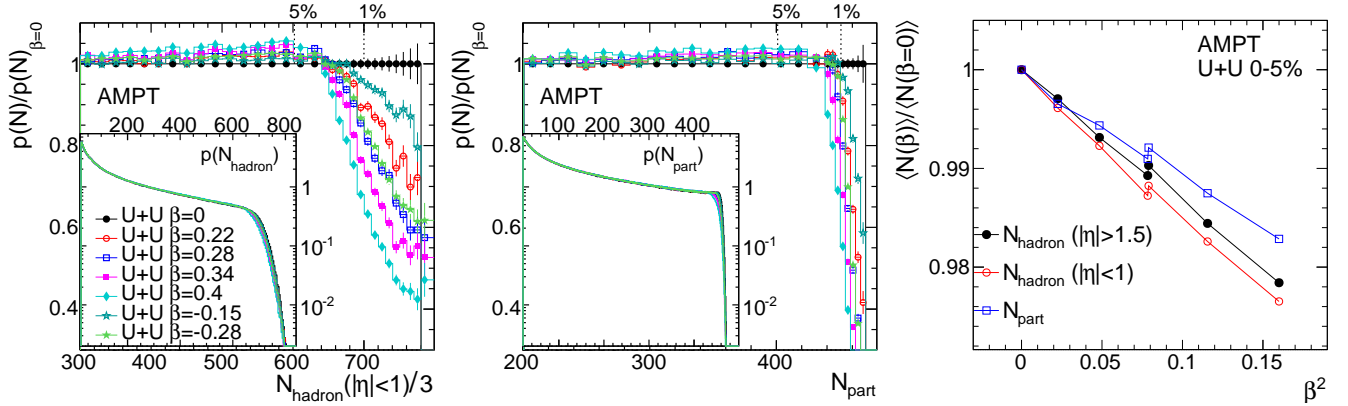 5% 1%
p(N)/p(N)β=0
1
0.8
0.6
0.4
AMPT
200 400 600 800
p(Nhadron)
1
10-1
10-2
U+U β=0
U+U β=0.22
U+U β=0.28
U+U β=0.34
U+U β=0.4
U+U β=-0.15
U+U β=-0.28
300 400 500 600 700
Nhadron(|η|<1)/3
5% 1%
p(N)/p(N)β=0
1
0.8
0.6
0.4
AMPT
100 200 300 400
p(Npart)
1
10-1
10-2
200 300 400
Npart
⟨N(β)⟩/⟨N(β=0)⟩
1
0.99
0.98
AMPT
U+U 0-5%
Nhadron (|η|>1.5)
Nhadron (|η|<1)
Npart
0 0.05 0.1 0.15 0.2
β2